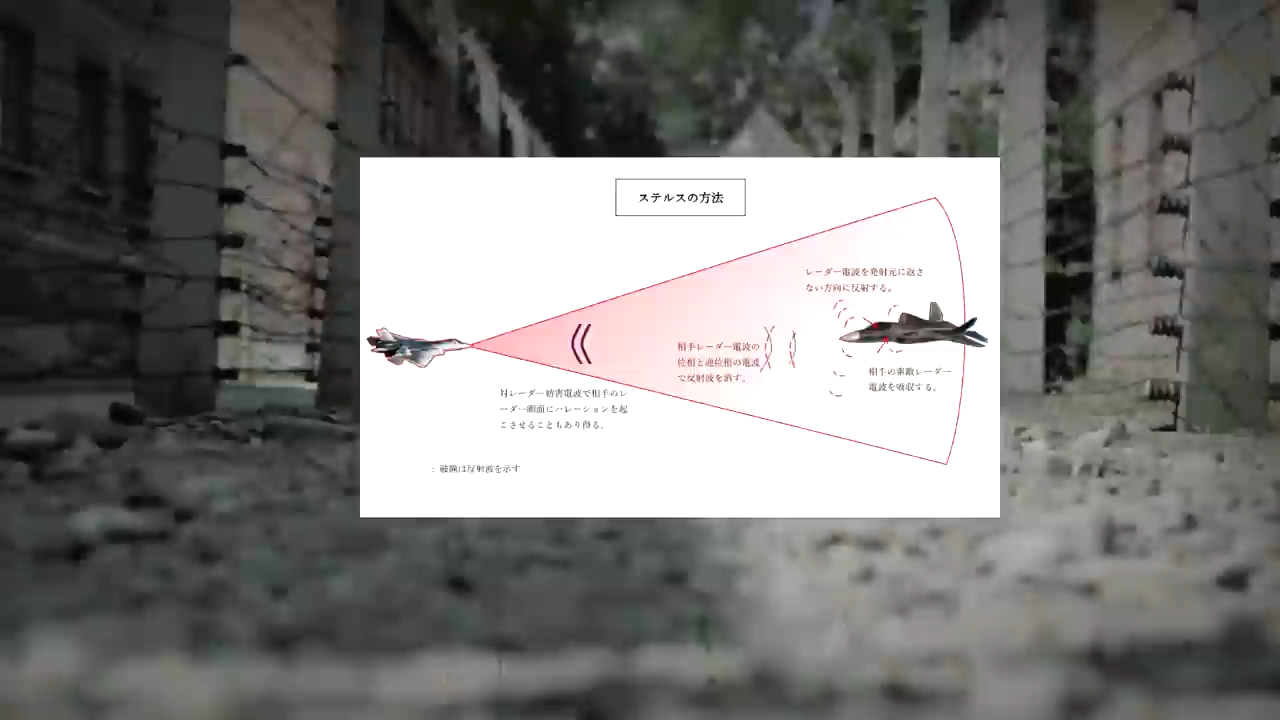 ステルスの方法
レーダー電波を発射元に返さ
ない方向に反射する。
相手レーダー電波の
位相と逆位相の電波
で反射波を消す。
相手の索敵レーダー
電波を吸収する。
対レーダー妨害電波で相手のレ
ーダー画面にハレーションを起
こさせることもあり得る。
：破線は反射波を示す